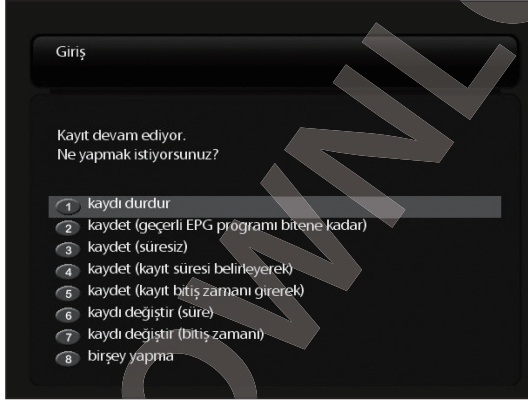 Giriş
Kayıt devam ediyor.
Ne yapmak istiyorsunuz?
1 kaydı durdur
2 kaydet (geçerli EPG programı bitene kadar)
3 kaydet (süresiz)
4 kaydet (kayıt süresi belirleyerek)
5 kaydet (kayıt bitiş zamanı girerek)
6 kaydı değiştir (süre)
7 kaydı değiştir (bitiş zamanı)
8 birşey yapma